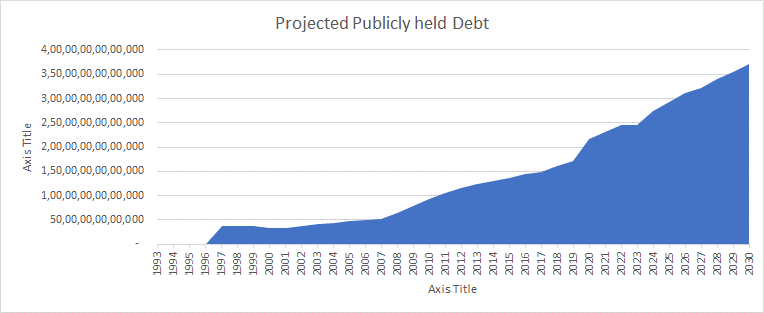 Projected Publicly held Debt
4,00,00,00,00,00,000
3,50,00,00,00,00,000
3,00,00,00,00,00,000
2,50,00,00,00,00,000
2,00,00,00,00,00,000
1,50,00,00,00,00,000
1,00,00,00,00,00,000
50,00,00,00,00,000
-
Axis Title
1993 1994 1995 1996 1997 1998 1999 2000 2001 2002 2003 2004 2005 2006 2007 2008 2009 2010 2011 2012 2013 2014 2015 2016 2017 2018 2019 2020 2021 2022 2023 2024 2025 2026 2027 2028 2029 2030
Axis Title